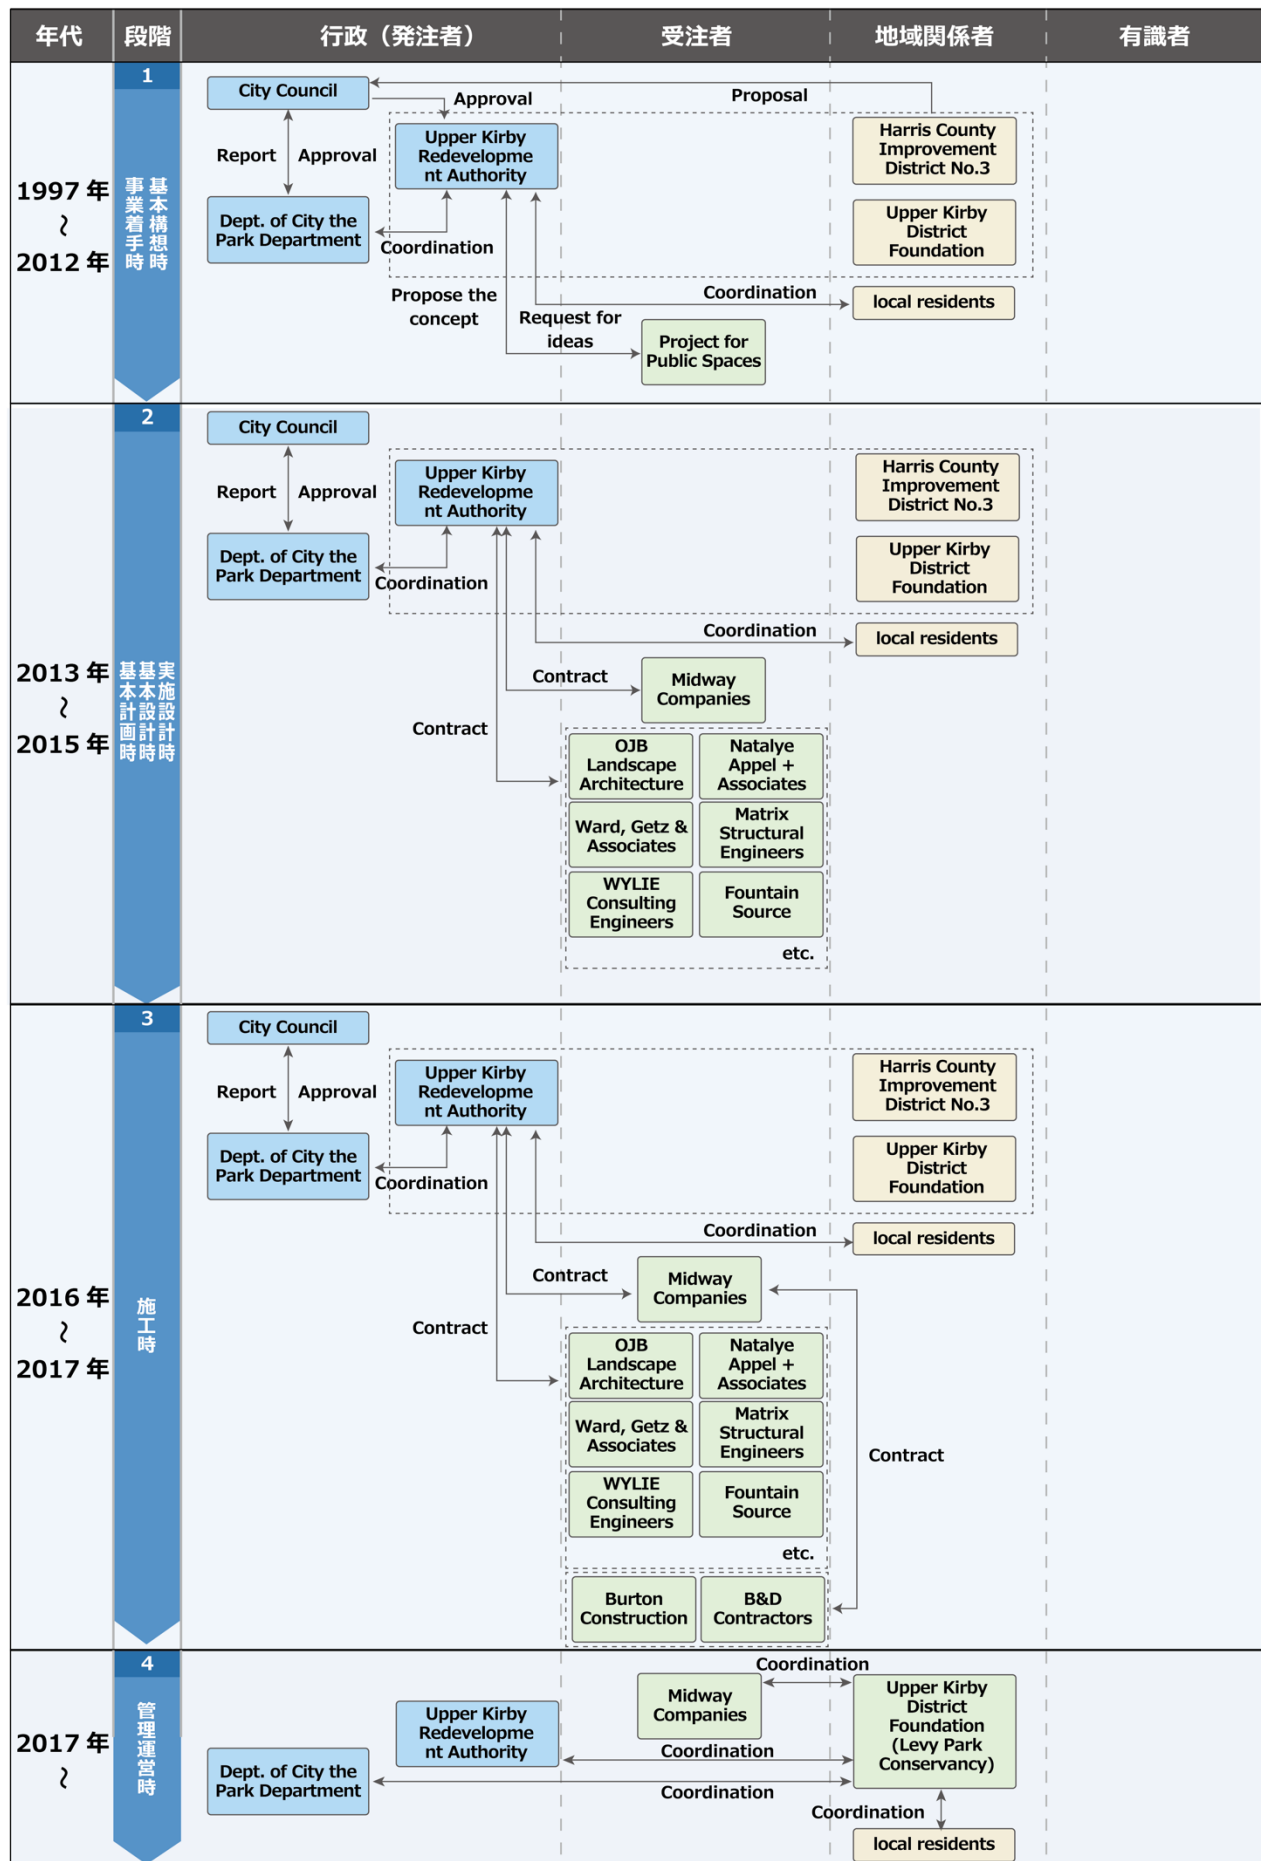 年代
段階
行政（発注者）
受注者
地域関係者
有識者
1997 年
～
2012 年
1
基本構想時
事業着手時
City Council
Approval
Proposal
Report
Approval
Upper Kirby
Redevelopme
nt Authority
Harris County
Improvement
District No.3
Dept. of City the
Park Department
Coordination
Upper Kirby
District
Foundation
Propose the
concept
Coordination
local residents
Request for
ideas
Project for
Public Spaces
2013 年
～
2015 年
2
実施設計時
基本設計時
基本計画時
City Council
Report
Approval
Upper Kirby
Redevelopme
nt Authority
Harris County
Improvement
District No.3
Dept. of City the
Park Department
Coordination
Upper Kirby
District
Foundation
Coordination
local residents
Contract
Midway
Companies
Contract
OJB
Landscape
Architecture
Natalye
Appel +
Associates
Ward, Getz &
Associates
Matrix
Structural
Engineers
WYLIE
Consulting
Engineers
Fountain
Source
etc.
2016 年
～
2017 年
3
施工時
City Council
Report
Approval
Upper Kirby
Redevelopme
nt Authority
Harris County
Improvement
District No.3
Dept. of City the
Park Department
Coordination
Upper Kirby
District
Foundation
Coordination
local residents
Contract
Midway
Companies
Contract
OJB
Landscape
Architecture
Natalye
Appel +
Associates
Ward, Getz &
Associates
Matrix
Structural
Engineers
Contract
WYLIE
Consulting
Engineers
Fountain
Source
etc.
Burton
Construction
B&D
Contractors
2017 年
～
4
管理運営時
Coordination
Midway
Companies
Upper Kirby
District
Foundation
(Levy Park
Conservancy)
Upper Kirby
Redevelopme
nt Authority
Coordination
Dept. of City the
Park Department
Coordination
Coordination
local residents